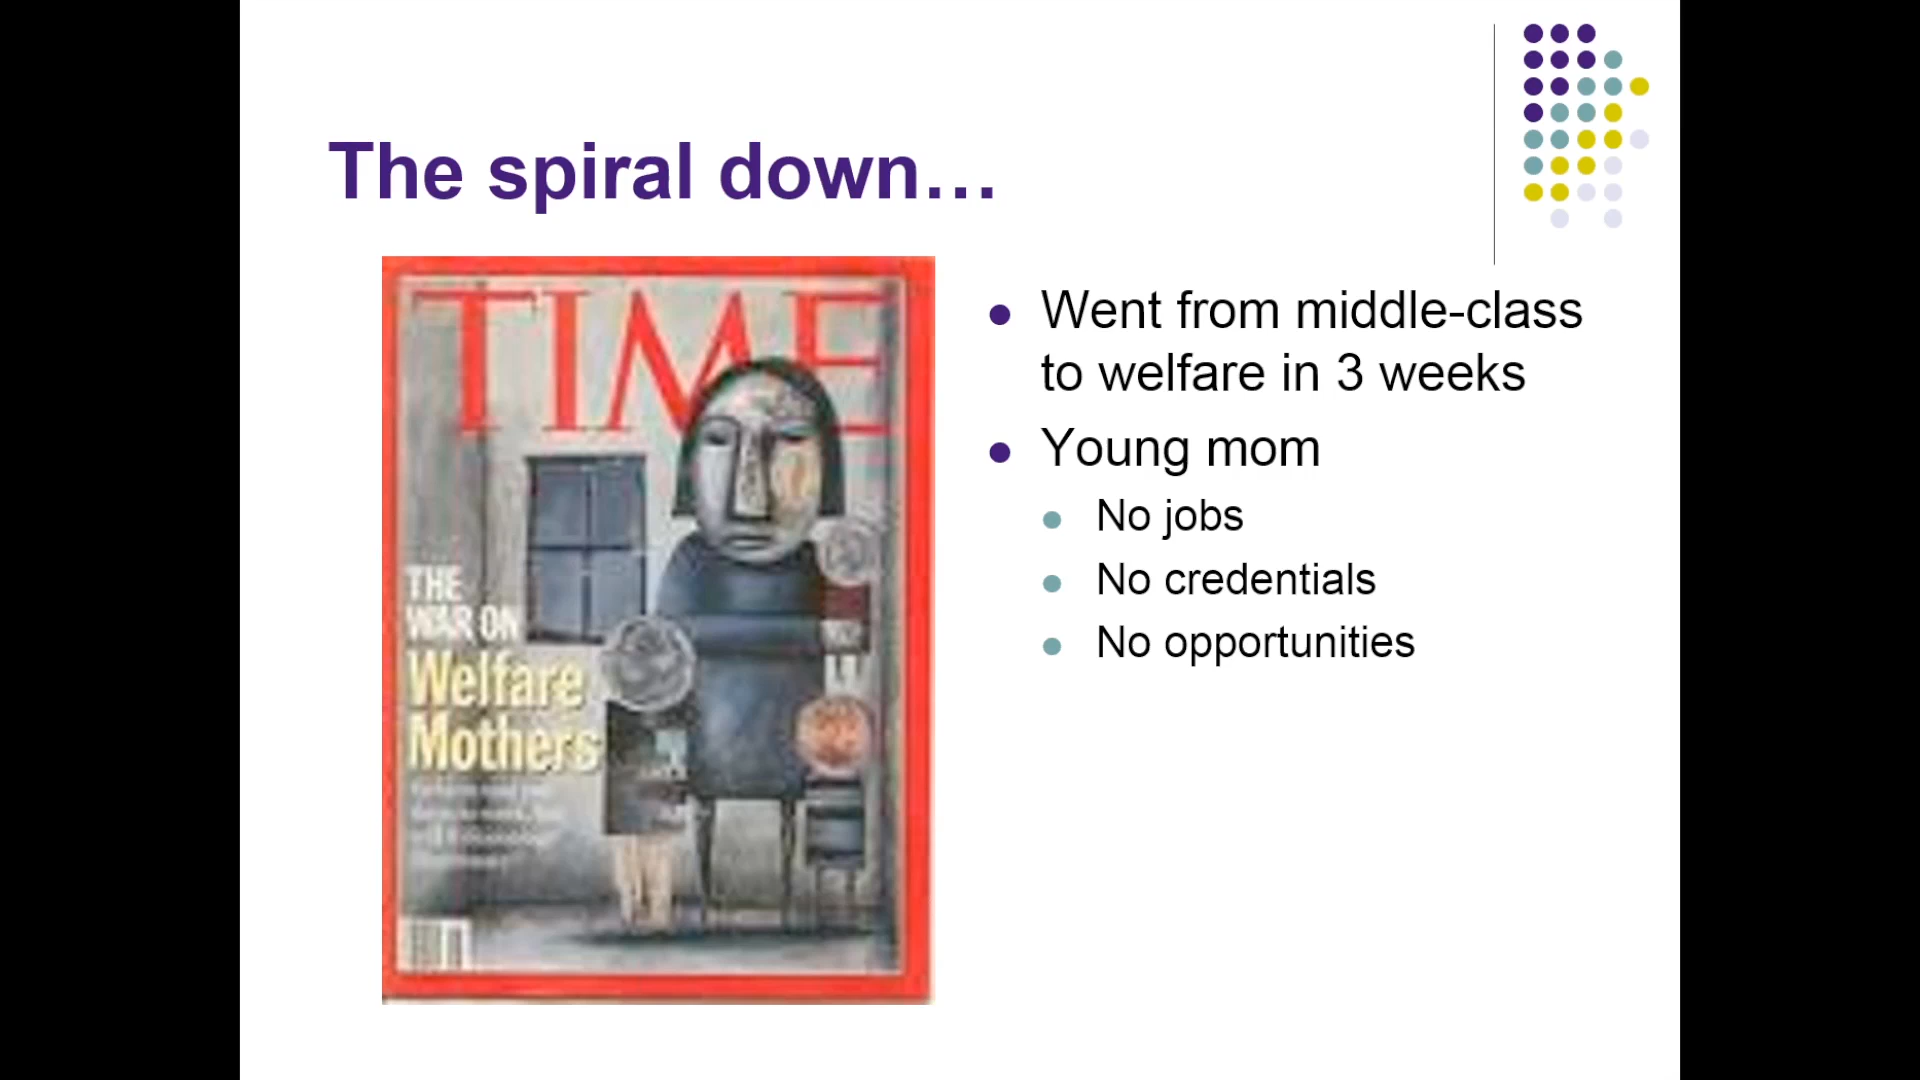 The spiral down…
TIME
THE
WAR ON
Welfare
Mothers
Went from middle-class
to welfare in 3 weeks
Young mom
No jobs
No credentials
No opportunities